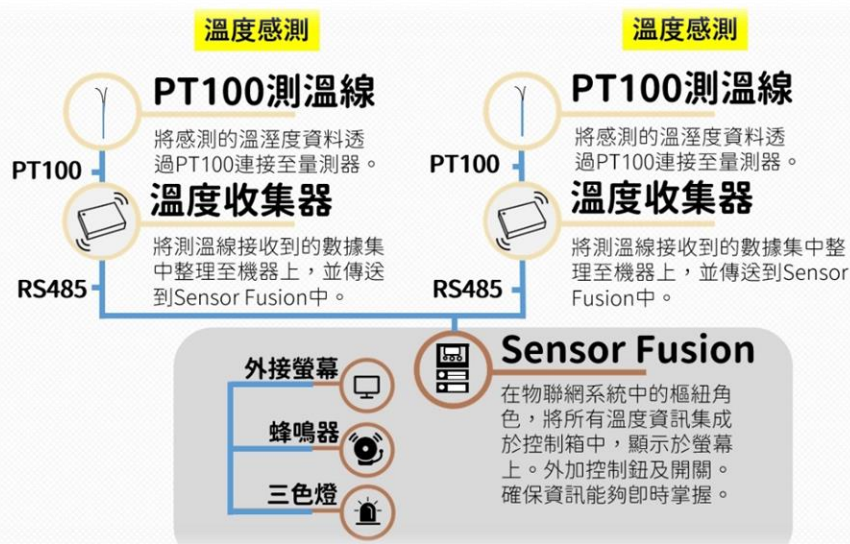 溫度感測
PT100測溫線
將感測的溫溼度資料透
過PT100連接至量測器。
PT100
溫度收集器
將測溫線接收到的數據集
中整理至機器上，並傳送
到Sensor Fusion中。
RS485
溫度感測
PT100測溫線
將感測的溫溼度資料透
過PT100連接至量測器。
PT100
溫度收集器
將測溫線接收到的數據集中整
理至機器上，並傳送到Sensor
Fusion中。
RS485
Sensor Fusion
在物聯網系統中的樞紐角
色，將所有溫度資訊集成
於控制箱中，顯示於螢幕
上。外加控制鈕及開關。
確保資訊能夠即時掌握。
外接螢幕
蜂鳴器
三色燈